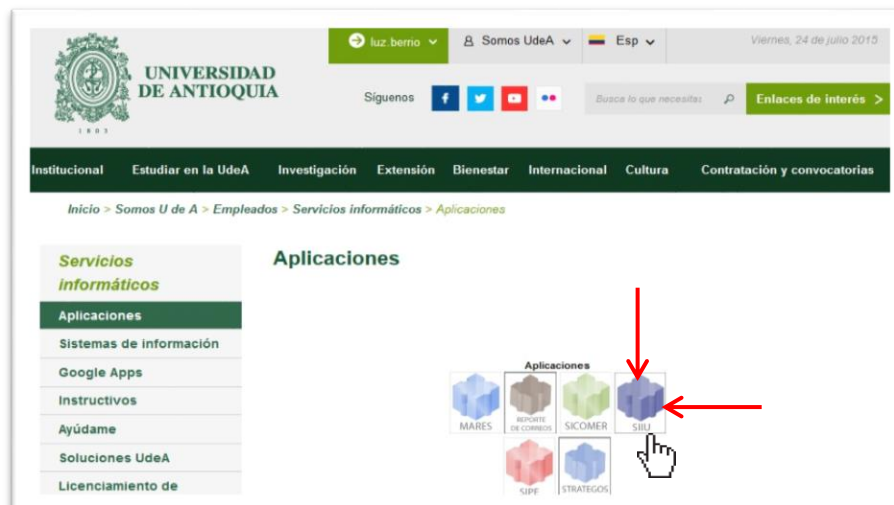 luz.berrio
Somos UdeA
Esp
Viernes, 24 de julio 2015
UNIVERSIDAD
DE ANTIOQUIA
1803
Síguenos
Busca lo que necesitas
Enlaces de interés >
Institucional Estudiar en la UdeA Investigación Extensión Bienestar Internacional Cultura Contratación y convocatorias
Inicio > Somos U de A > Empleados > Servicios informáticos > Aplicaciones
Servicios
informáticos
Aplicaciones
Sistemas de información
Google Apps
Instructivos
Ayúdame
Soluciones UdeA
Licenciamiento de
Aplicaciones
Aplicaciones
MARES
REPORTE
DE CORREOS
SICOMER
SIIU
SIPE
STRATEGOS